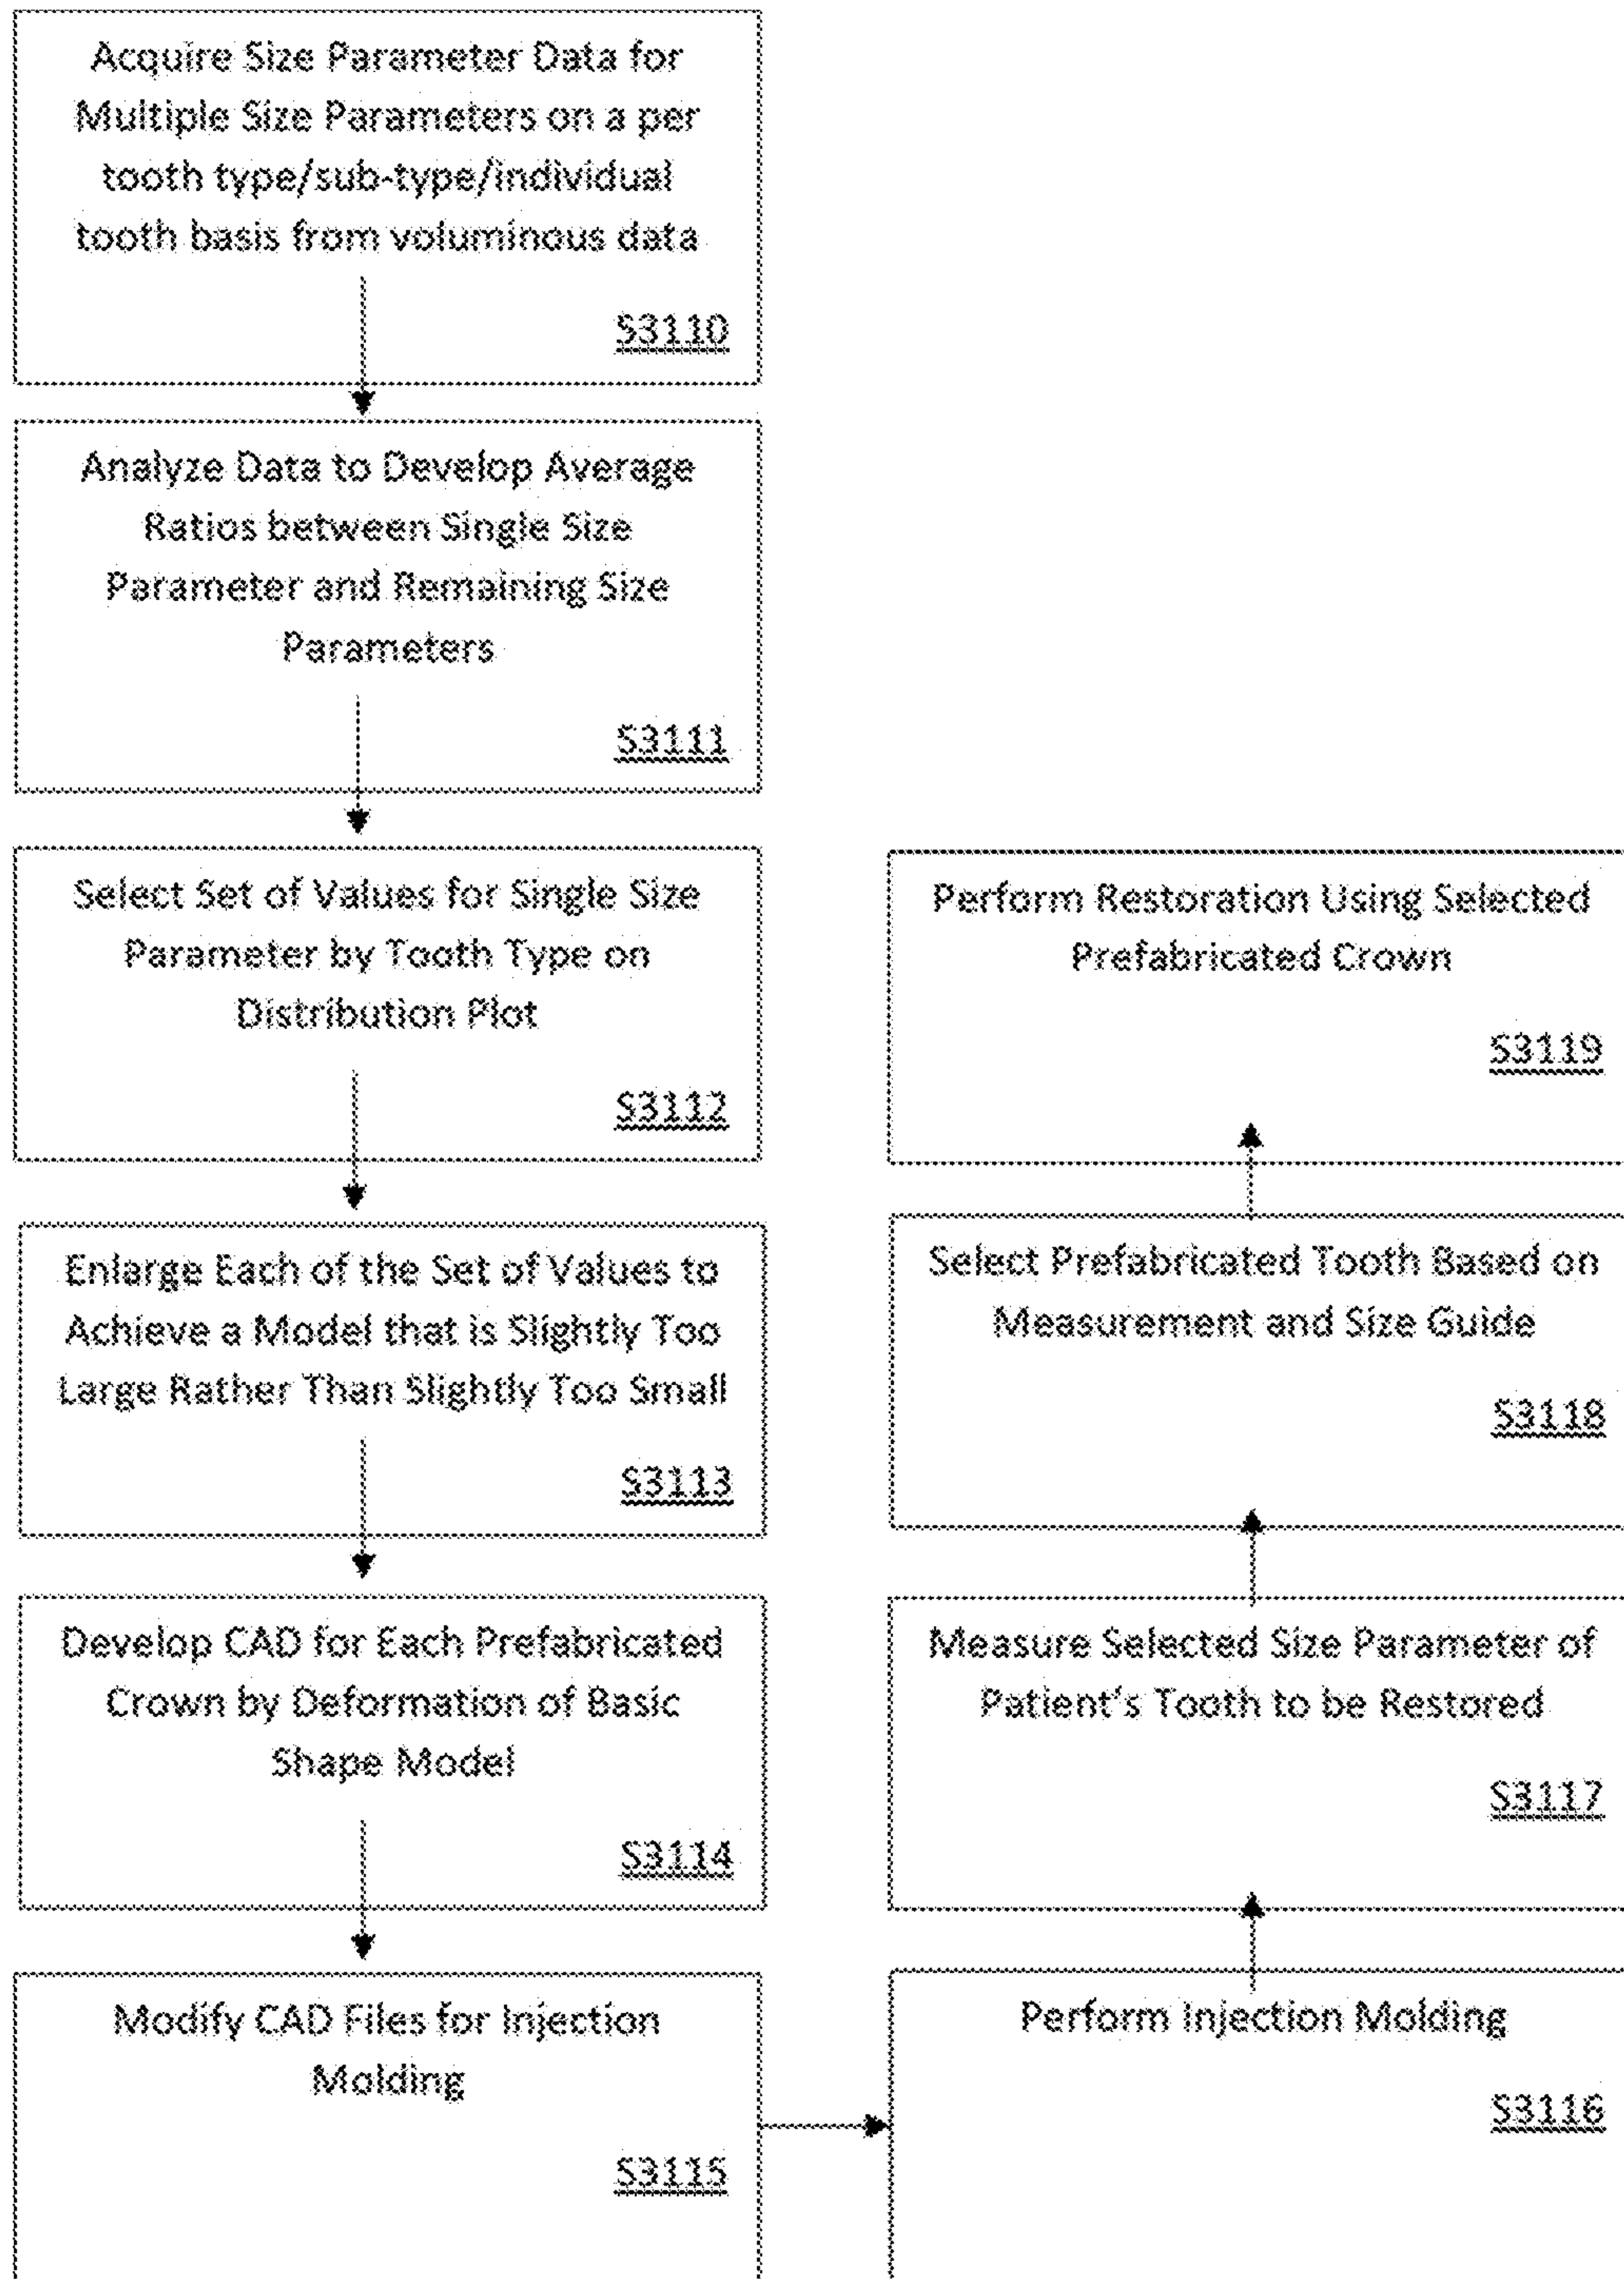 Acquire Size Parameter Data for
Multiple Size Parameters on a per
tooth type/sub-type/individual
tooth basis from voluminous data
S3110
Analyze Data to Develop Average
Ratios between Single Size
Parameter and Remaining Size
Parameters
S3111
Select Set of Values for Single Size
Parameter by Tooth Type on
Distribution Plot
S3112
Enlarge Each of the Set of Values to
Achieve a Model that is Slightly Too
Large Rather Than Slightly Too Small
S3113
Develop CAD for Each Prefabricated
Crown by Deformation of Basic
Shape Model
S3114
Modify CAD Files for Injection
Molding
S3115
Perform Injection Molding
S3116
Measure Selected Size Parameter of
Patient's Tooth to be Restored
S3117
Select Prefabricated Tooth Based on
Measurement and Size Guide
S3118
Perform Restoration Using Selected
Prefabricated Crown
S3119